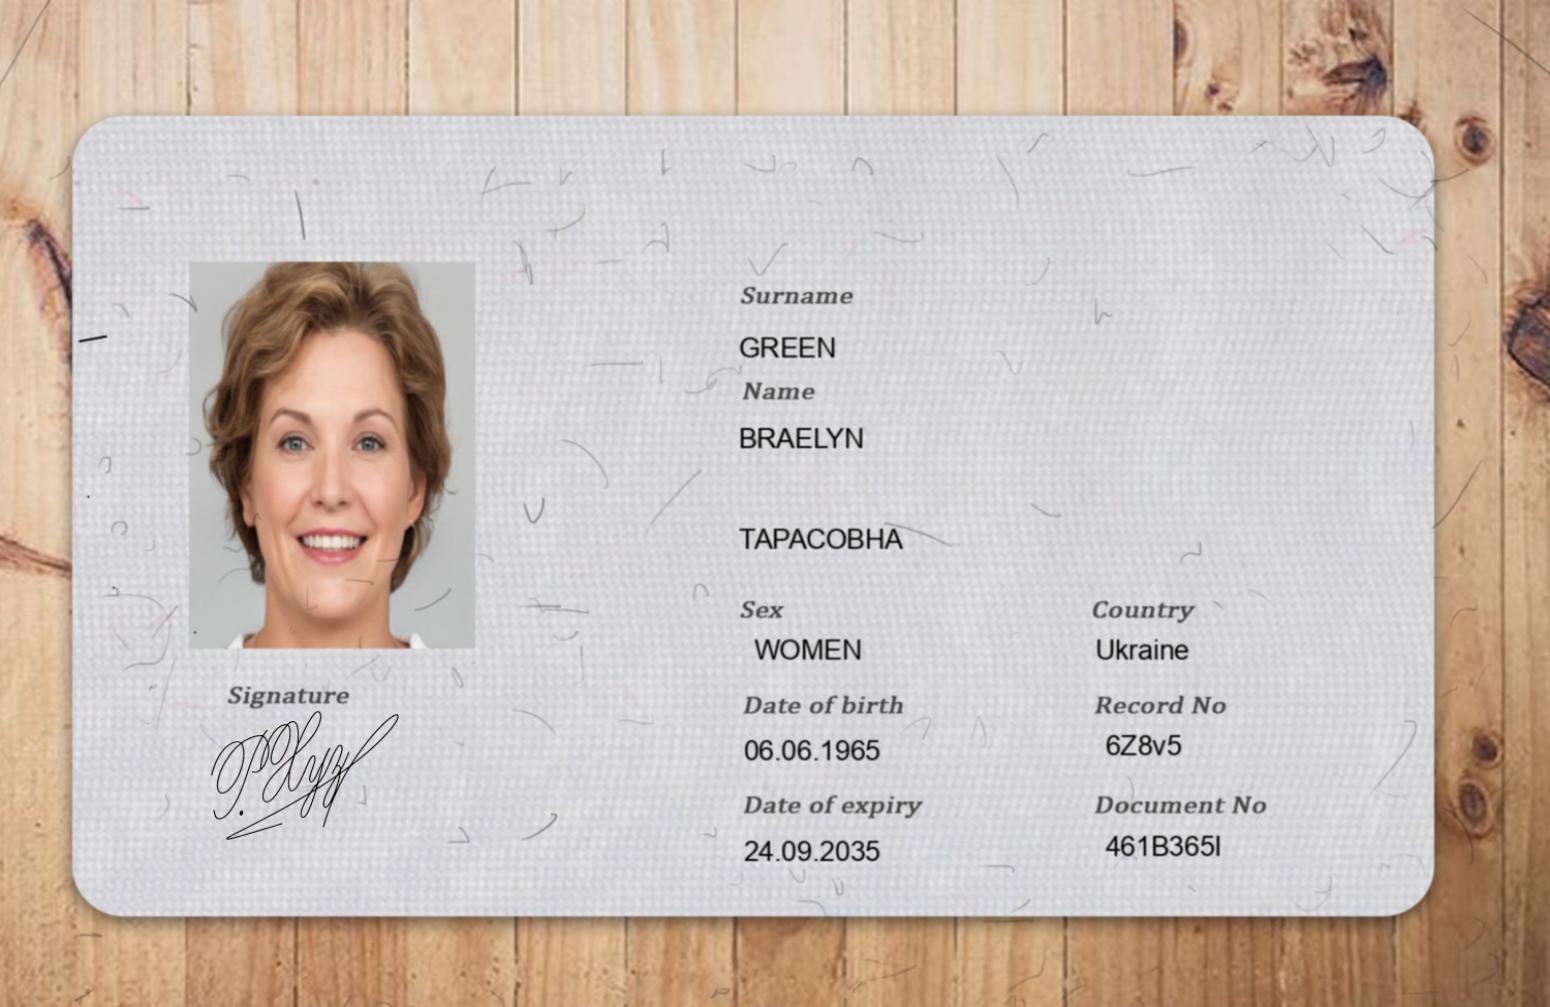 Surname
GREEN
Name
BRAELYN
TAPACOBHA
Sex
Country
WOMEN
Ukraine
Date of birth
Record No
06.06.1965
6Z8v5
Date of expiry
Document No
24.09.2035
461B365I
Signature